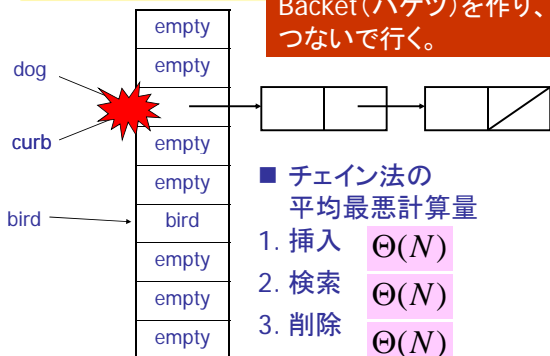 Backet(バケツ)を作り、
つないで行く。
empty
empty
dog
curb
empty
empty
bird
bird
empty
empty
empty
■ チェイン法の
平均最悪計算量
1. 挿入 Θ(N)
2. 検索 Θ(N)
3. 削除 Θ(N)